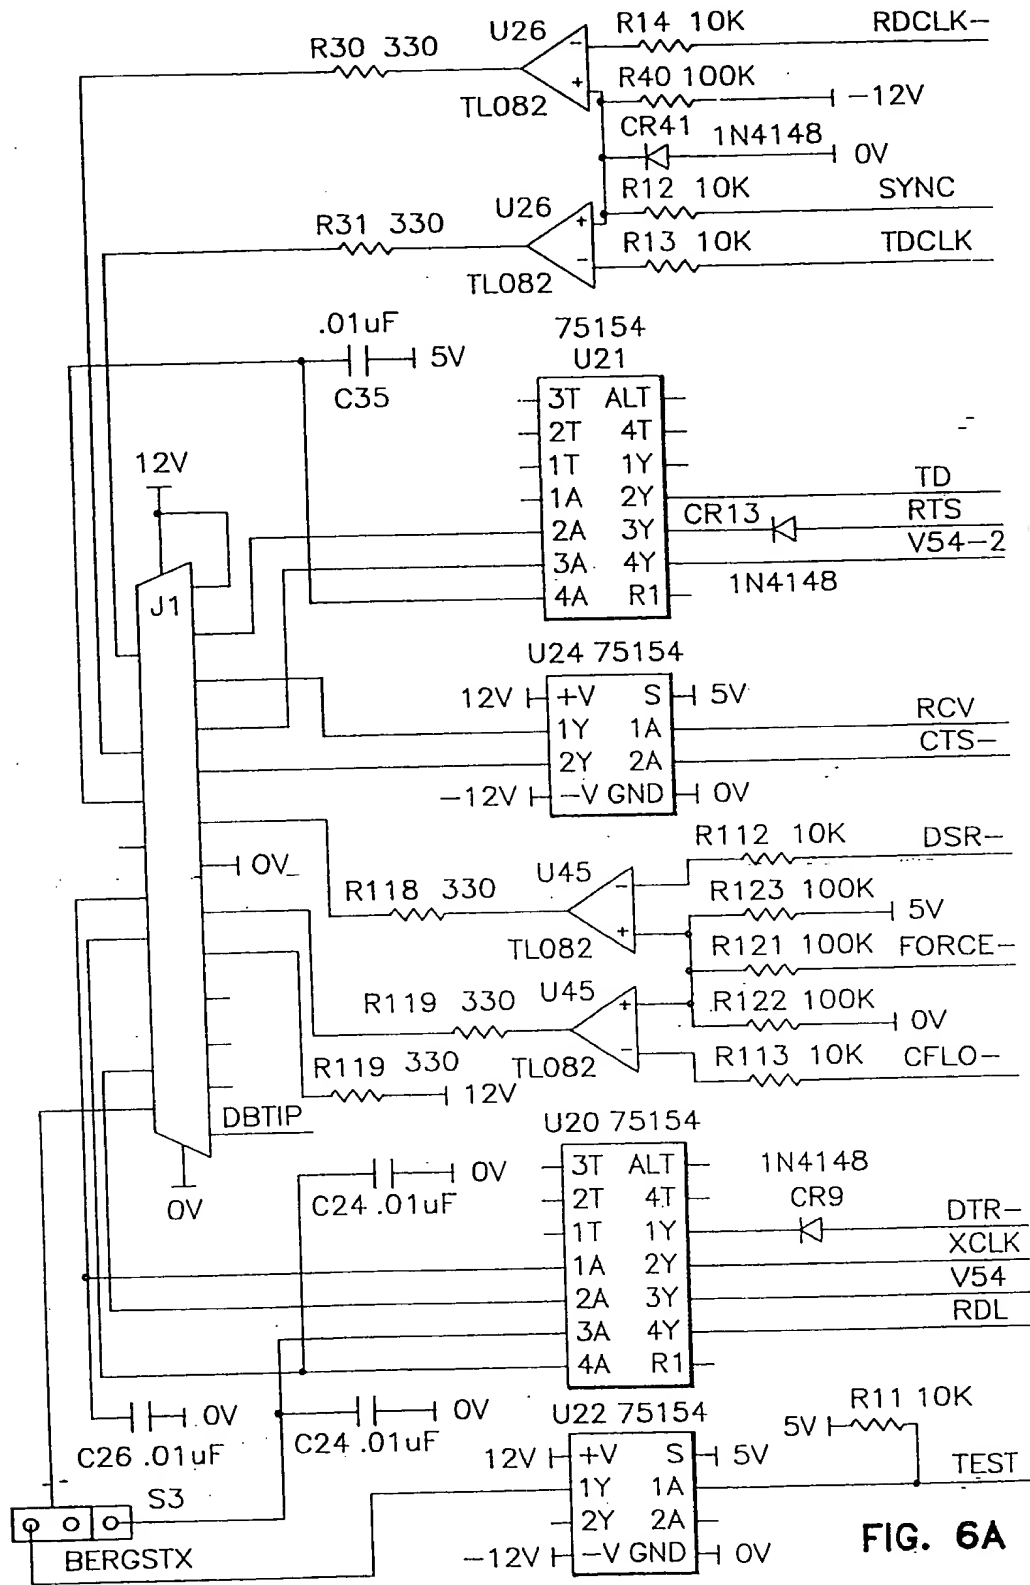 U26 R14 10K RDCLK-
R30 330
-
+
R40 100K
-12V
TL082
CR41 1N4148
0V
U26
R12 10K SYNC
R31 330
+
-
R13 10K TDCLK
TL082
.01uF
5V
C35
75154
U21
3T ALT
2T 4T
1T 1Y
1A 2Y
2A 3Y
3A 4Y
4A R1
TD
CR13
RTS
V54-2
1N4148
12V
J1
U24 75154
12V +V S 5V
1Y 1A RCV
2Y 2A CTS-
-12V -V GND 0V
R112 10K DSR-
0V
U45
-
+
R118 330
R123 100K
5V
TL082
R121 100K FORCE-
R119 330
U45
+
-
R122 100K
0V
R119 330
TL082
R113 10K CFLO-
12V
DBTIP
0V
U20 75154
3T ALT
2T 4T
1T 1Y
1A 2Y
2A 3Y
3A 4Y
4A R1
0V
C24 .01uF
1N4148
CR9
DTR-
XCLK
V54
RDL
0V
C26 .01uF
0V
C24 .01uF
U22 75154
R11 10K
5V
12V +V S 5V
1Y 1A TEST
2Y 2A
-12V -V GND 0V
S3
BERGSTX
FIG. 6A